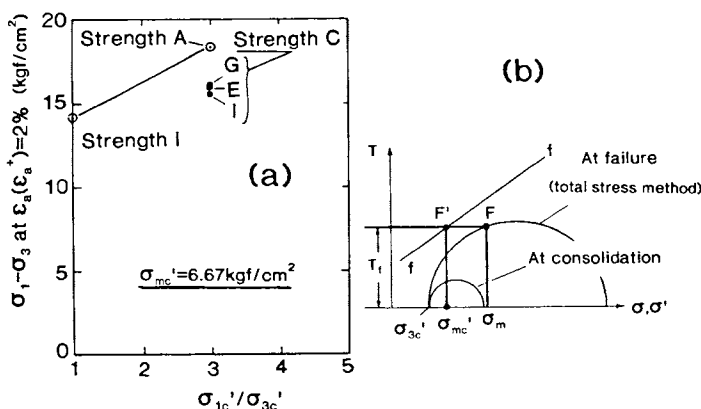 20
15
10
5
0
1
2
3
4
5
σ₁-σ₃ at εₐ(εₐ⁺)=2% (kgf/cm²)
σ₁c'/σ₃c'
Strength A
Strength C
G
E
I
Strength I
(a)
σmc'=6.67kgf/cm²
(b)
T
f
At failure
(total stress method)
F'
F
f
At consolidation
Tf
σ₃c'
σmc'
σm
σ,σ'